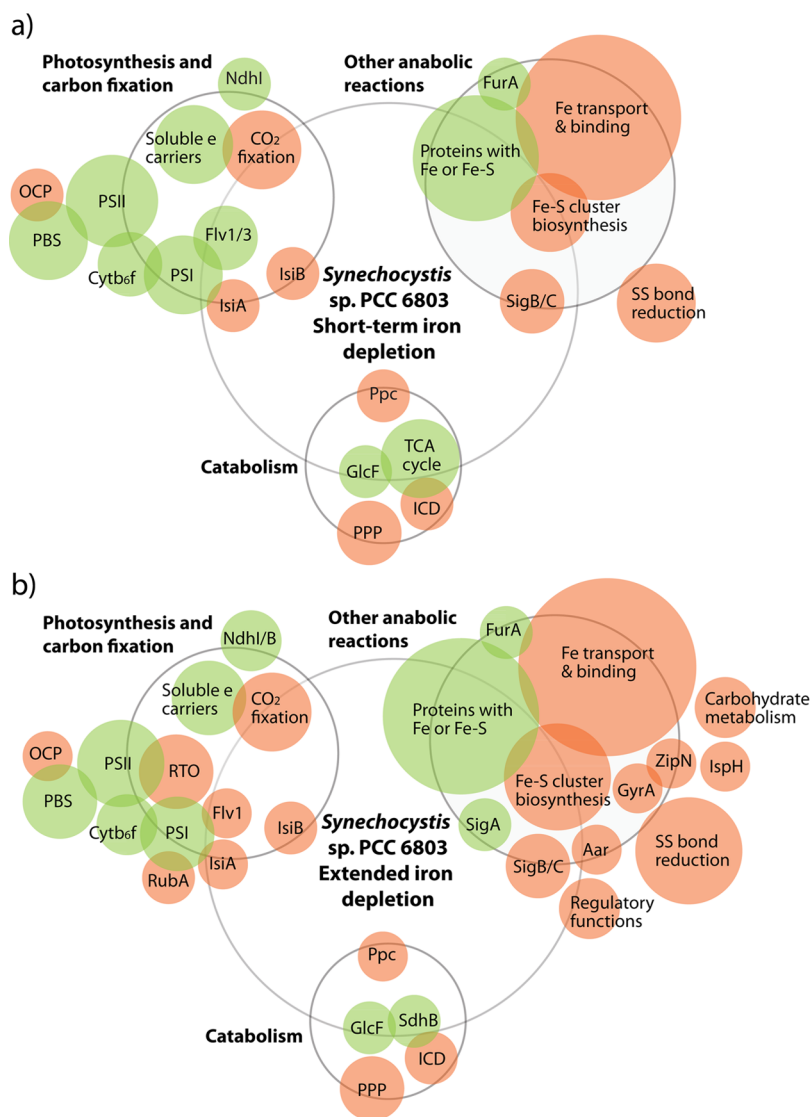 a)
Photosynthesis and
carbon fixation
Other anabolic
reactions
NdhI
FurA
Fe transport
& binding
Soluble e
carriers
CO2
fixation
Proteins with
Fe or Fe-S
OCP
PSII
PBS
Flv1/3
Fe-S cluster
biosynthesis
Cytb6f
PSI
IsiB
IsiA
Synechocystis
sp. PCC 6803
Short-term iron
depletion
SigB/C
SS bond
reduction
Ppc
Catabolism
TCA
cycle
GlcF
ICD
PPP
b)
Photosynthesis and
carbon fixation
Other anabolic
reactions
NdhI/B
FurA
Fe transport
& binding
Soluble e
carriers
CO2
fixation
Proteins with
Fe or Fe-S
Carbohydrate
metabolism
OCP
PSII
RTO
ZipN
IspH
PBS
Fe-S cluster
biosynthesis
GyrA
Flv1
Cytb6f
PSI
IsiB
SigA
Synechocystis
sp. PCC 6803
Extended iron
depletion
SS bond
reduction
Aar
IsiA
SigB/C
RubA
Regulatory
functions
Ppc
Catabolism
GlcF
SdhB
ICD
PPP